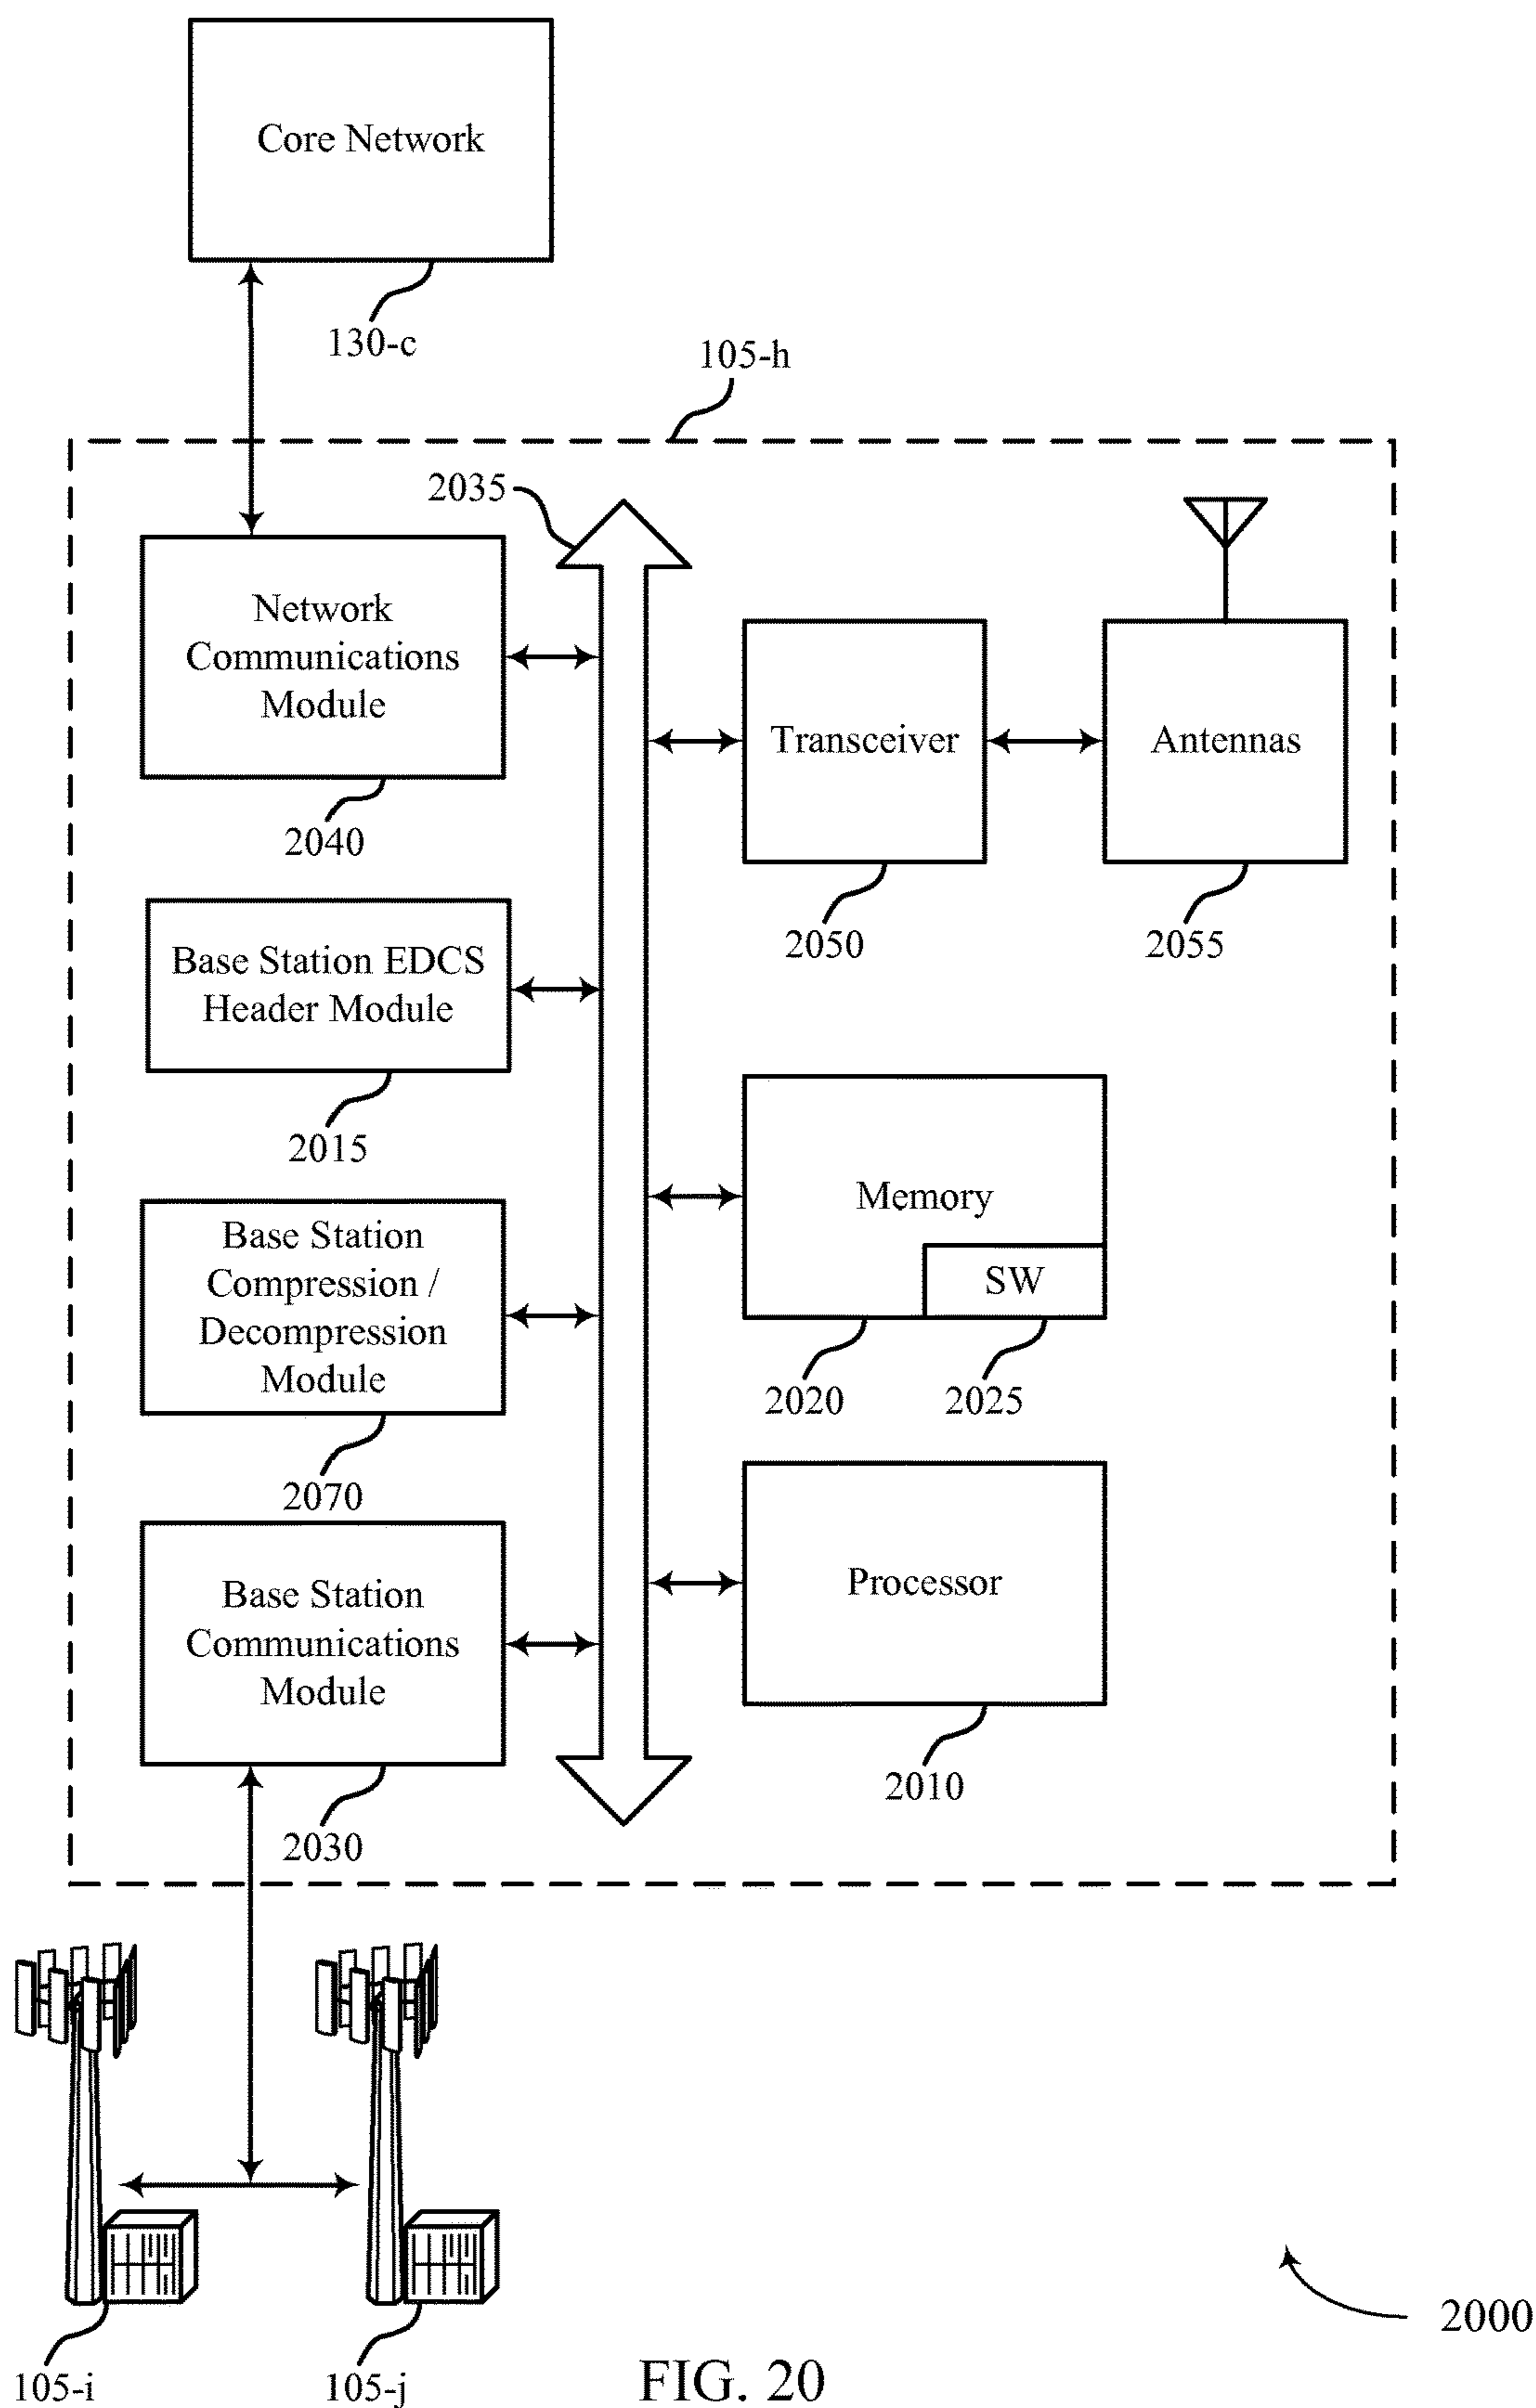 Core Network
130-c
105-h
2035
Network
Communications
Module
2040
Transceiver
2050
Antennas
2055
Base Station EDCS
Header Module
2015
Memory
SW
2020
2025
Base Station
Compression /
Decompression
Module
2070
Processor
2010
Base Station
Communications
Module
2030
105-i
105-j
2000
FIG. 20